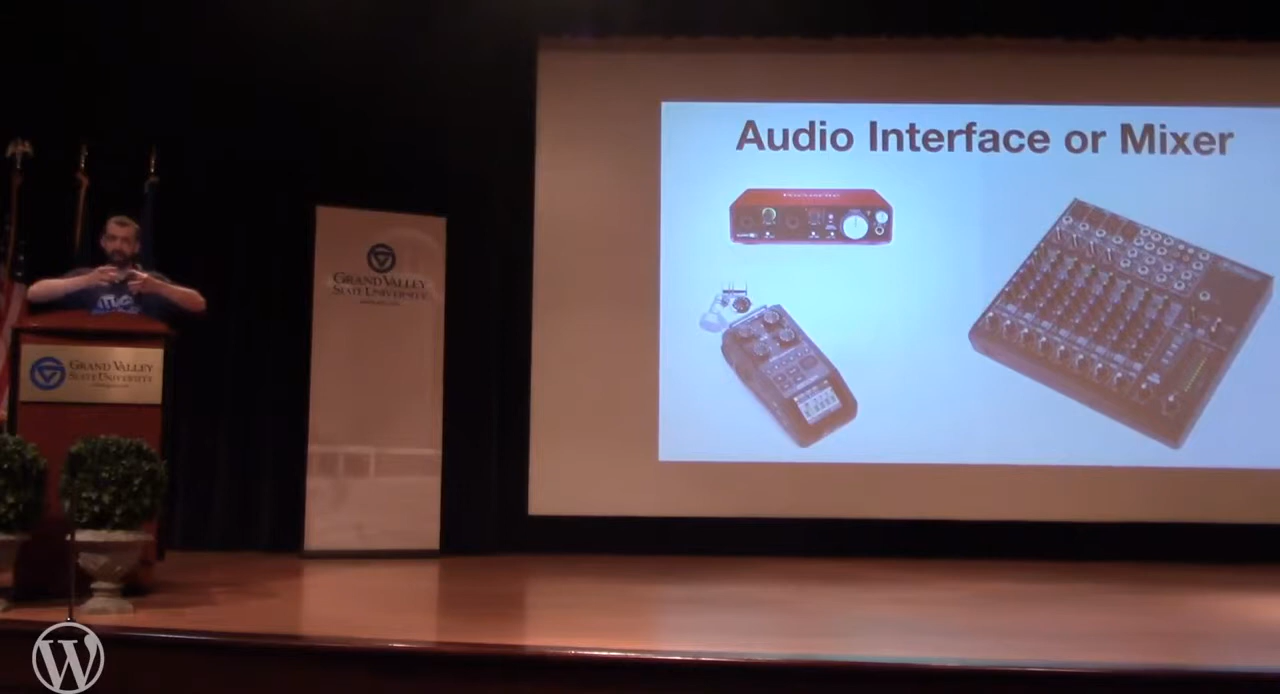 Audio Interface or Mixer
Focusrite
GRAND VALLEY
STATE UNIVERSITY
GRAND VALLEY
STATE UNIVERSITY
W